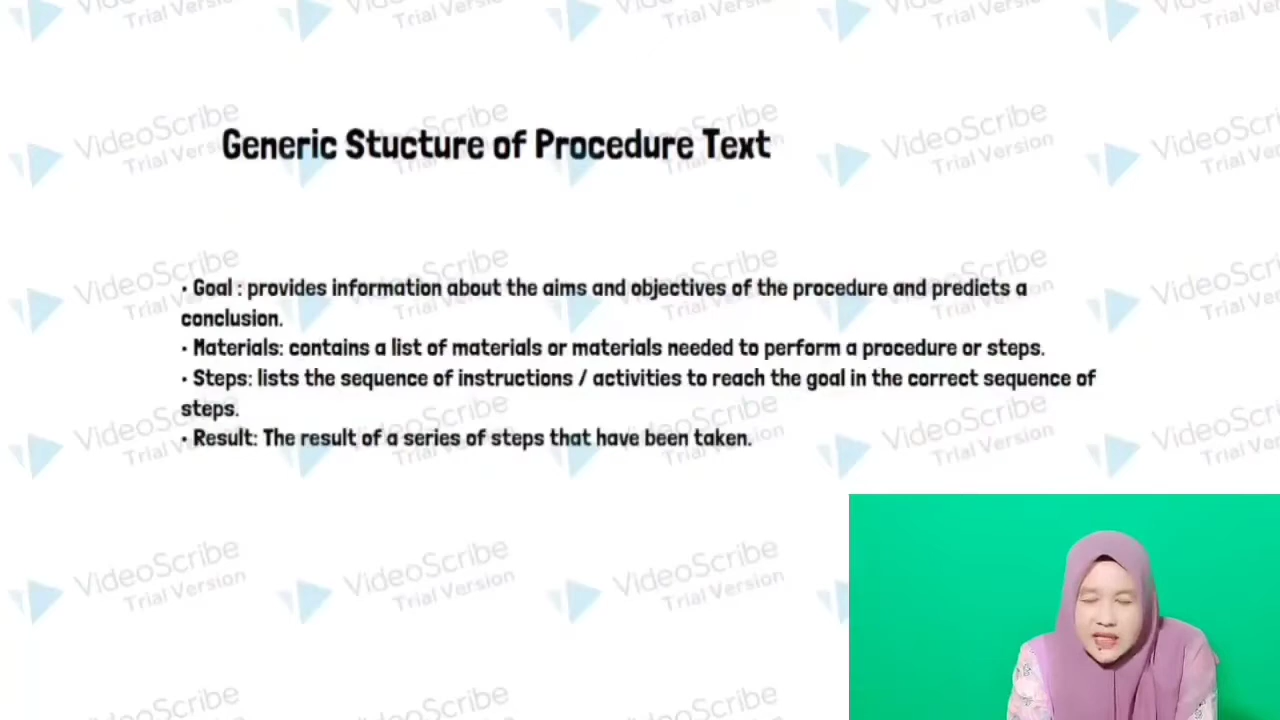 Generic Stucture of Procedure Text
• Goal : provides information about the aims and objectives of the procedure and predicts a
conclusion.
• Materials: contains a list of materials or materials needed to perform a procedure or steps.
• Steps: lists the sequence of instructions / activities to reach the goal in the correct sequence of
steps.
• Result: The result of a series of steps that have been taken.
VideoScribe
Trial Version